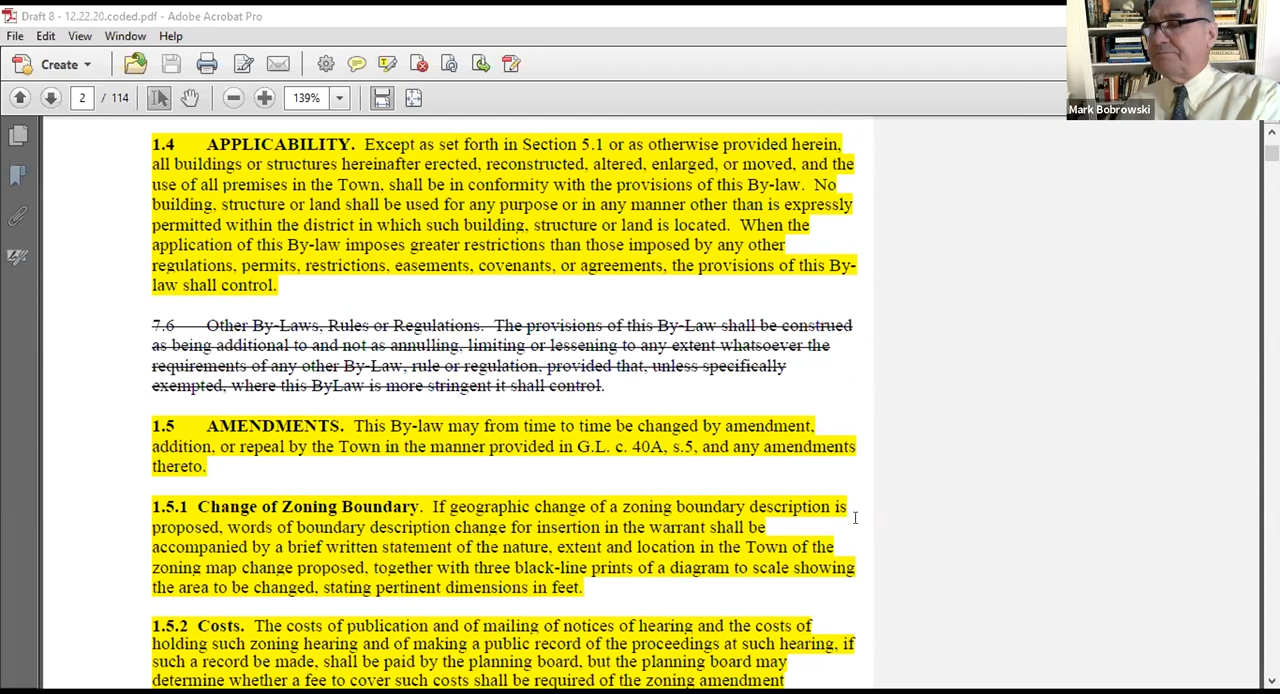 Draft 8 - 12.22.20.coded.pdf - Adobe Acrobat Pro
File Edit View Window Help
Create
2 / 114 139%
Mark Bobrowski
1.4 APPLICABILITY. Except as set forth in Section 5.1 or as otherwise provided herein,
all buildings or structures hereinafter erected, reconstructed, altered, enlarged, or moved, and the
use of all premises in the Town, shall be in conformity with the provisions of this By-law. No
building, structure or land shall be used for any purpose or in any manner other than is expressly
permitted within the district in which such building, structure or land is located. When the
application of this By-law imposes greater restrictions than those imposed by any other
regulations, permits, restrictions, easements, covenants, or agreements, the provisions of this By-
law shall control.
7.6 Other By-Laws, Rules or Regulations. The provisions of this By-Law shall be construed
as being additional to and not as annulling, limiting or lessening to any extent whatsoever the
requirements of any other By-Law, rule or regulation, provided that, unless specifically
exempted, where this ByLaw is more stringent it shall control.
1.5 AMENDMENTS. This By-law may from time to time be changed by amendment,
addition, or repeal by the Town in the manner provided in G.L. c. 40A, s.5, and any amendments
thereto.
1.5.1 Change of Zoning Boundary. If geographic change of a zoning boundary description is
proposed, words of boundary description change for insertion in the warrant shall be
accompanied by a brief written statement of the nature, extent and location in the Town of the
zoning map change proposed, together with three black-line prints of a diagram to scale showing
the area to be changed, stating pertinent dimensions in feet.
1.5.2 Costs. The costs of publication and of mailing of notices of hearing and the costs of
holding such zoning hearing and of making a public record of the proceedings at such hearing, if
such a record be made, shall be paid by the planning board, but the planning board may
determine whether a fee to cover such costs shall be required of the zoning amendment